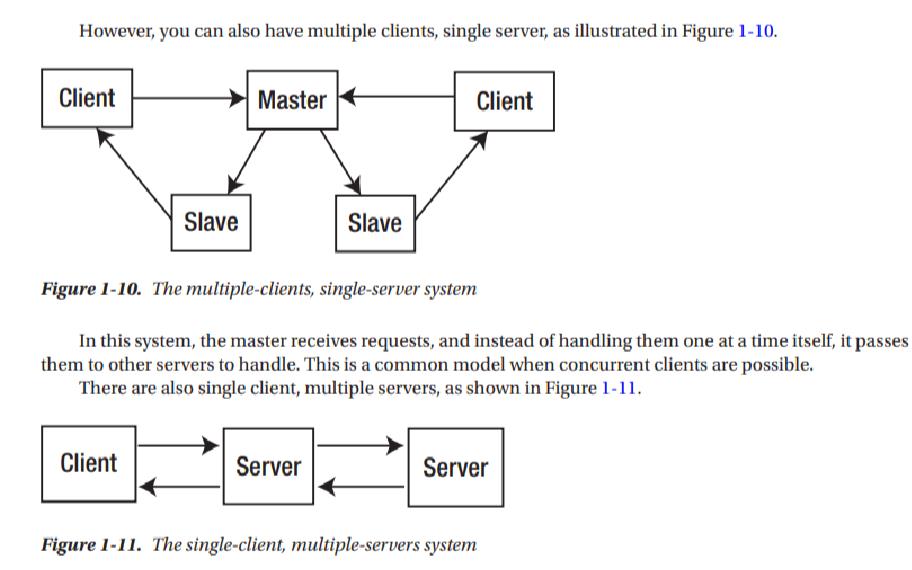 However, you can also have multiple clients, single server, as illustrated in Figure 1-10.
Client
Master
Client
Slave
Slave
Figure 1-10. The multiple-clients, single-server system
In this system, the master receives requests, and instead of handling them one at a time itself, it passes
them to other servers to handle. This is a common model when concurrent clients are possible.
There are also single client, multiple servers, as shown in Figure 1-11.
Client
Server
Server
Figure 1-11. The single-client, multiple-servers system